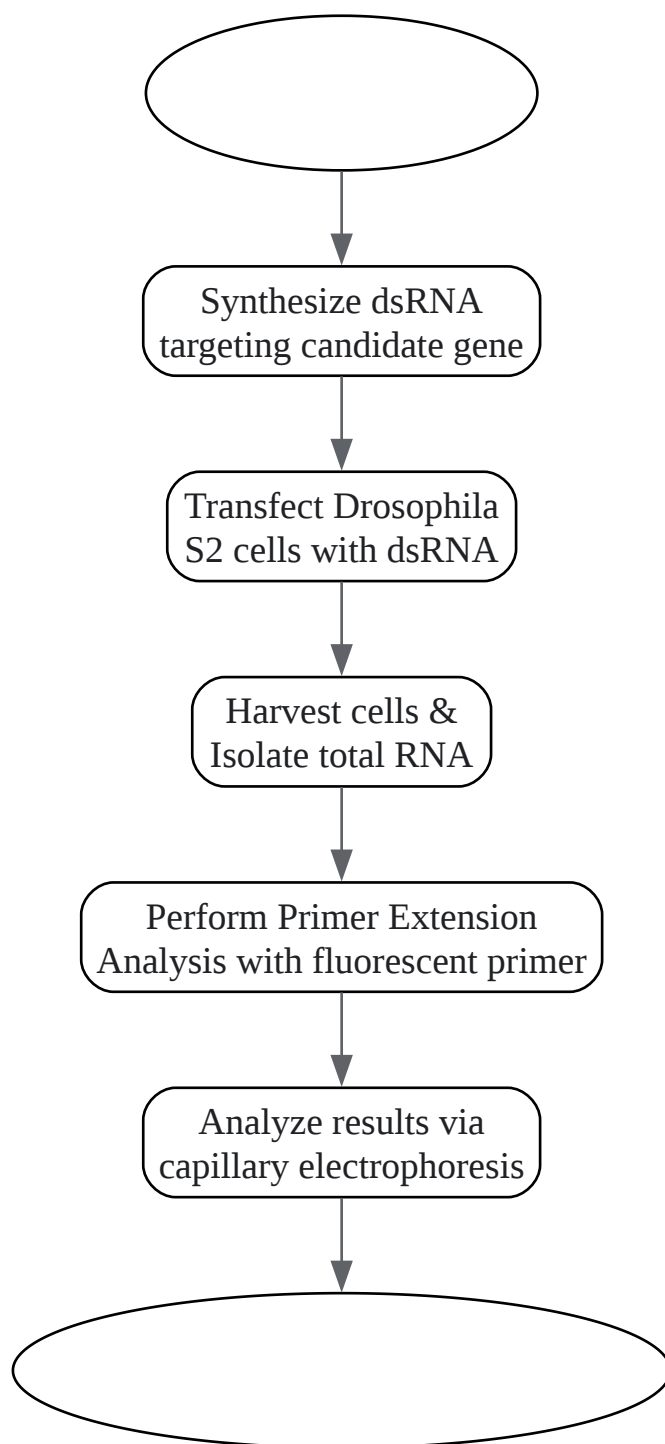 Synthesize dsRNA
targeting candidate gene
Transfect Drosophila
S2 cells with dsRNA
Harvest cells &
Isolate total RNA
Perform Primer Extension
Analysis with fluorescent primer
Analyze results via
capillary electrophoresis